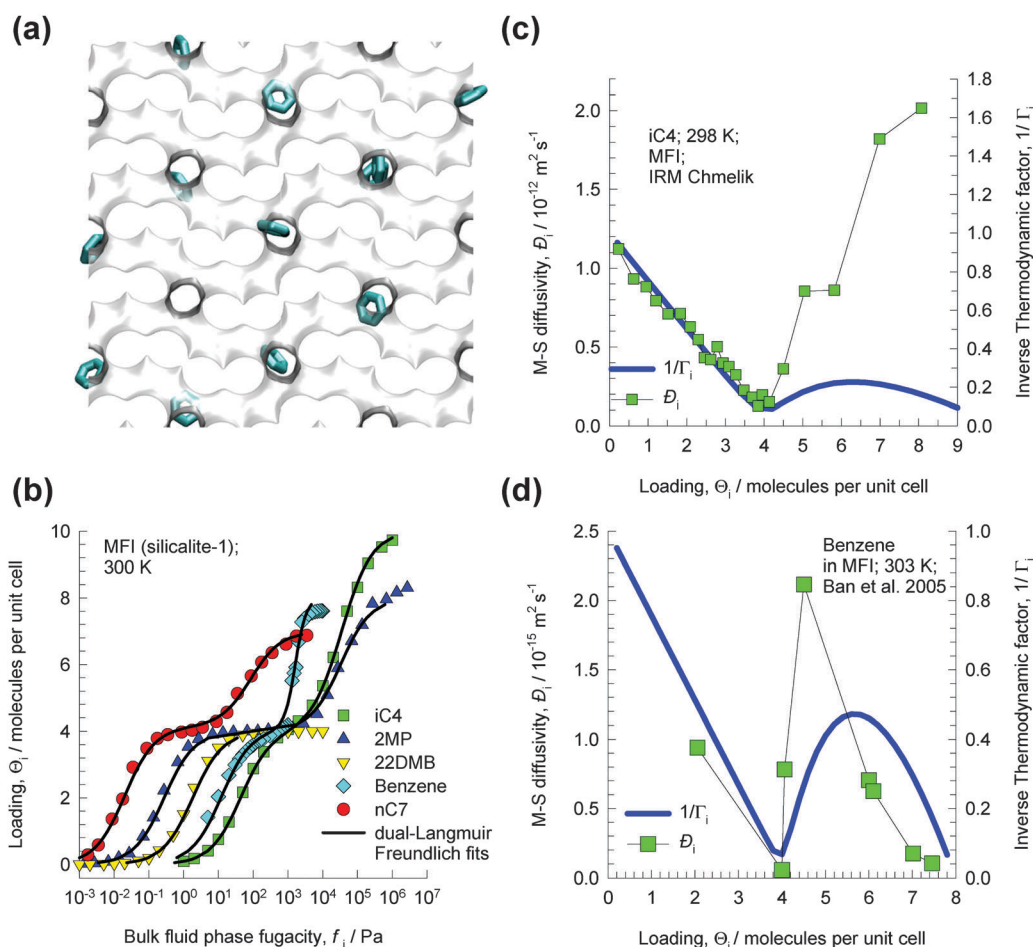 (a)
(b)
MFI (silicalite-1);
300 K
Loading, Θi / molecules per unit cell
10
8
6
4
2
0
iC4
2MP
22DMB
Benzene
nC7
dual-Langmuir
Freundlich fits
10-3 10-2 10-1 100 101 102 103 104 105 106 107
Bulk fluid phase fugacity, fi / Pa
(c)
iC4; 298 K;
MFI;
IRM Chmelik
M-S diffusivity, Đi / 10-12 m2 s-1
2.0
1.5
1.0
0.5
0.0
1/Γi
Đi
Inverse Thermodynamic factor, 1/ Γi
1.8
1.6
1.4
1.2
1.0
0.8
0.6
0.4
0.2
0.0
0 1 2 3 4 5 6 7 8 9
Loading, Θi / molecules per unit cell
(d)
Benzene
in MFI; 303 K;
Ban et al. 2005
M-S diffusivity, Đi / 10-15 m2 s-1
2.5
2.0
1.5
1.0
0.5
0.0
1/Γi
Đi
Inverse Thermodynamic factor, 1/ Γi
1.0
0.8
0.6
0.4
0.2
0.0
0 1 2 3 4 5 6 7 8
Loading, Θi / molecules per unit cell